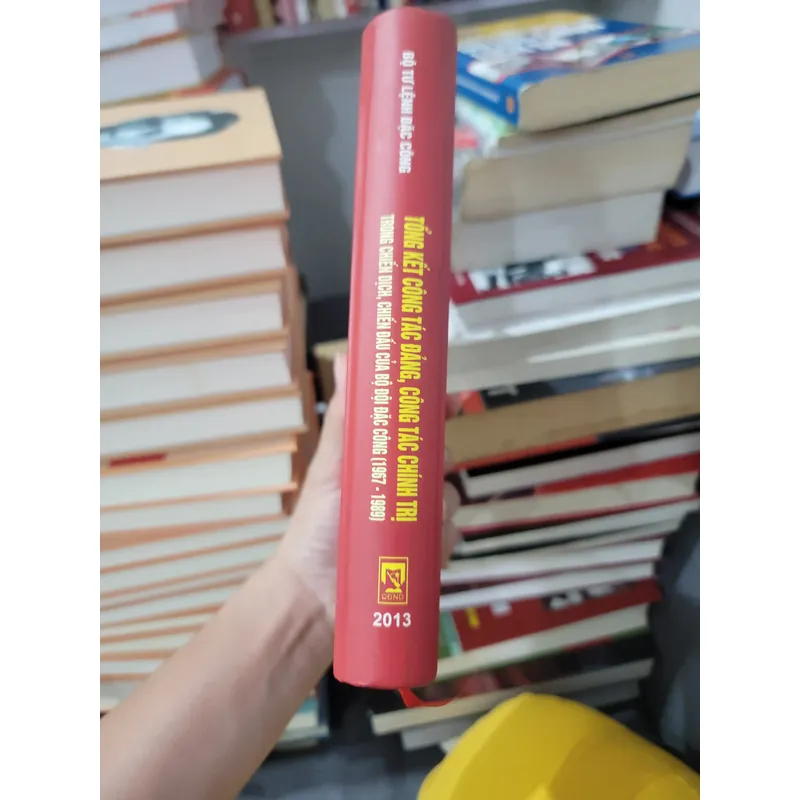 BỘ TƯ LỆNH ĐẶC CÔNG
TỔNG KẾT CÔNG TÁC ĐẢNG, CÔNG TÁC CHÍNH TRỊ
TRONG CHIẾN DỊCH, CHIẾN ĐẤU CỦA BỘ ĐỘI ĐẶC CÔNG (1967 - 1989)
QĐND
2013